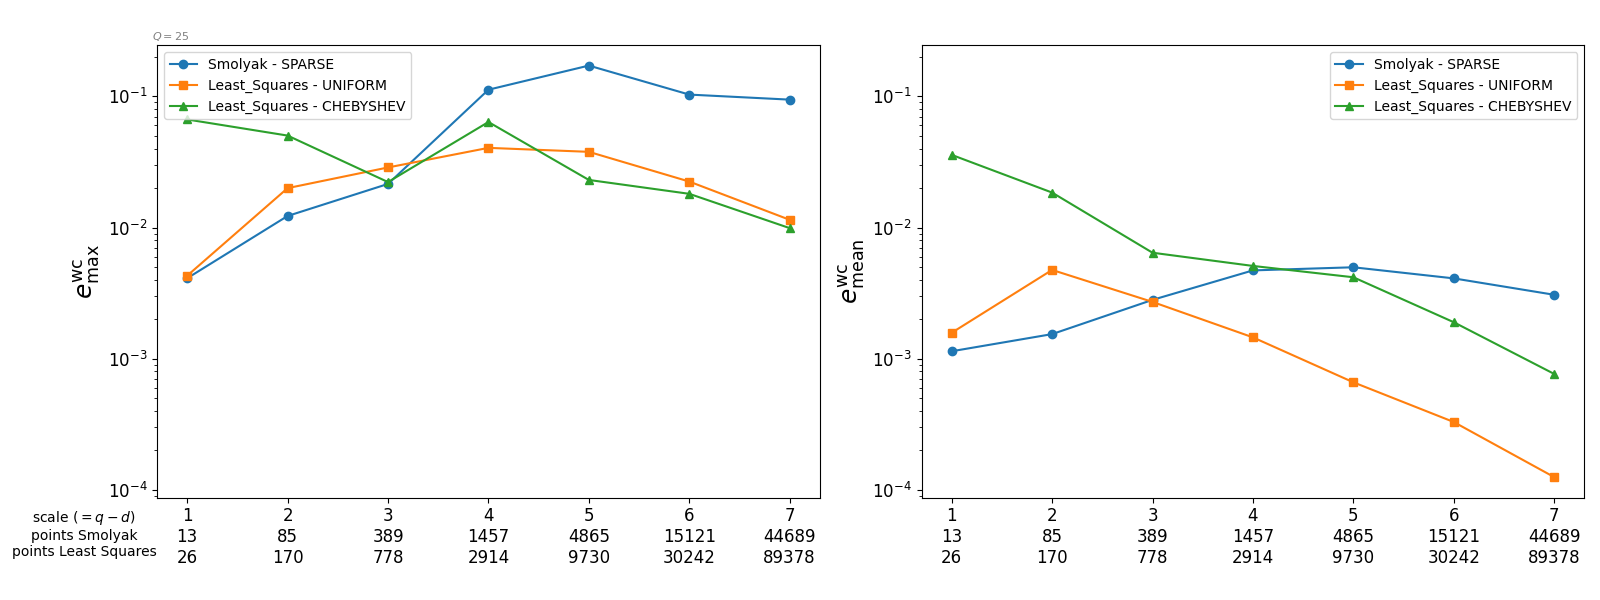 Q = 25
Smolyak - SPARSE
Least_Squares - UNIFORM
Least_Squares - CHEBYSHEV
10⁻¹
10⁻²
10⁻³
10⁻⁴
e^wc_max
1 2 3 4 5 6 7
scale (= q − d)
13 85 389 1457 4865 15121 44689
points Smolyak
26 170 778 2914 9730 30242 89378
points Least Squares
Smolyak - SPARSE
Least_Squares - UNIFORM
Least_Squares - CHEBYSHEV
10⁻¹
10⁻²
10⁻³
10⁻⁴
e^wc_mean
1 2 3 4 5 6 7
13 85 389 1457 4865 15121 44689
26 170 778 2914 9730 30242 89378